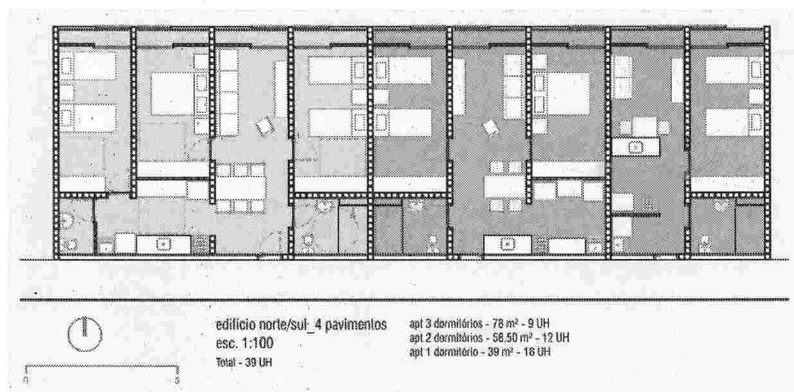 edifício norte/sul_4 pavimentos
esc. 1:100
Total - 39 UH
apt 3 dormitórios - 78 m² - 9 UH
apt 2 dormitórios - 58.50 m² - 12 UH
apt 1 dormitório - 39 m² - 18 UH
0 5